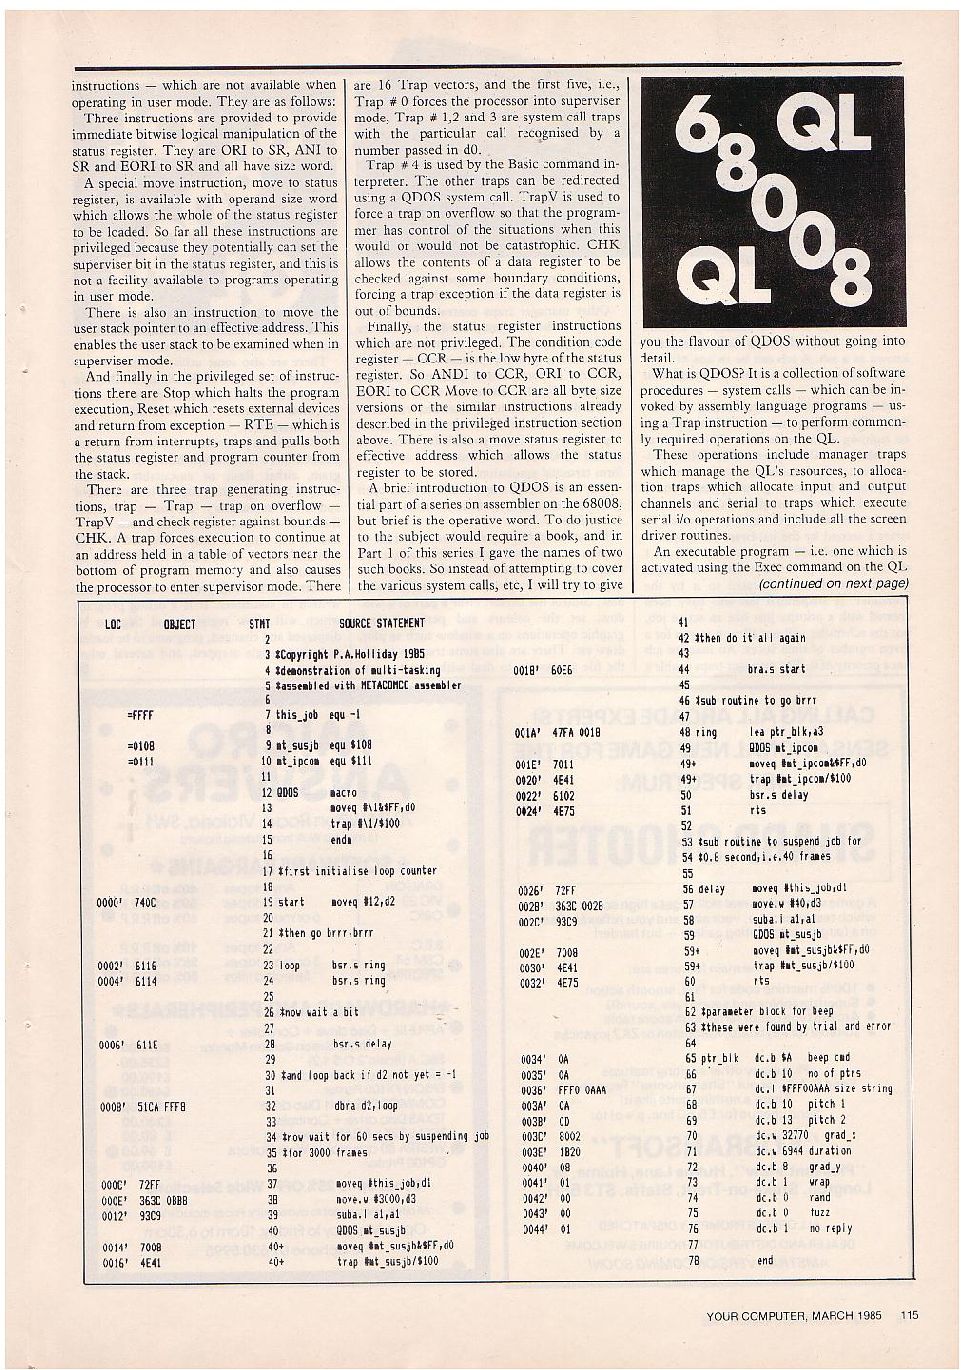 instructions — which are not available when
operating in user mode. They are as follows:
Three instructions are provided to provide
immediate bitwise logical manipulation of the
status register. They are ORI to SR, ANI to
SR and EORI to SR and all have size word.
A special move instruction, move to status
register, is available with operand size word
which allows the whole of the status register
to be loaded. So far all these instructions are
privileged because they potentially can set the
superviser bit in the status register, and this is
not a facility available to programs operating
in user mode.
There is also an instruction to move the
user stack pointer to an effective address. This
enables the user stack to be examined when in
superviser mode.
And finally in the privileged set of instruc-
tions there are Stop which halts the program
execution, Reset which resets external devices
and return from exception — RTE — which is
a return from interrupts, traps and pulls both
the status register and program counter from
the stack.
There are three trap generating instruc-
tions, trap — Trap — trap on overflow —
TrapV — and check register against bounds —
CHK. A trap forces execution to continue at
an address held in a table of vectors near the
bottom of program memory and also causes
the processor to enter supervisor mode. There
are 16 Trap vectors, and the first five, i.e.,
Trap # 0 forces the processor into superviser
mode. Trap # 1,2 and 3 are system call traps
with the particular call recognised by a
number passed in d0.
Trap # 4 is used by the Basic command in-
terpreter. The other traps can be redirected
using a QDOS system call. TrapV is used to
force a trap on overflow so that the program-
mer has control of the situations when this
would or would not be catastrophic. CHK
allows the contents of a data register to be
checked against some boundary conditions,
forcing a trap exception if the data register is
out of bounds.
Finally, the status register instructions
which are not privileged. The condition code
register — CCR — is the low byte of the status
register. So ANDI to CCR, ORI to CCR,
EORI to CCR Move to CCR are all byte size
versions or the similar instructions already
described in the privileged instruction section
above. There is also a move status register to
effective address which allows the status
register to be stored.
A brief introduction to QDOS is an essen-
tial part of a series on assembler on the 68008,
but brief is the operative word. To do justice
to the subject would require a book, and in
Part 1 of this series I gave the names of two
such books. So instead of attempting to cover
the various system calls, etc, I will try to give
QL
68008
QL
you the flavour of QDOS without going into
detail.
What is QDOS? It is a collection of software
procedures — system calls — which can be in-
voked by assembly language programs — us-
ing a Trap instruction — to perform common-
ly required operations on the QL.
These operations include manager traps
which manage the QL's resources, io alloca-
tion traps which allocate input and output
channels and serial io traps which execute
serial i/o operations and include all the screen
driver routines.
An executable program — i.e. one which is
activated using the Exec command on the QL
(continued on next page)
LOC OBJECT STMT SOURCE STATEMENT
2
3 *Copyright P.A.Holliday 1985
4 *demonstration of multi-tasking
5 *assembled with METACOMCO assembler
6
=FFFF 7 this_job equ -1
8
=0108 9 mt_susjb equ $108
=0111 10 mt_ipcom equ $111
11
12 QDOS macro
13 moveq #\1&$FF,d0
14 trap #\1/$100
15 endm
16
17 *first initialise loop counter
18
0000' 740C 19 start moveq #12,d2
20
21 *then go brrr-brrr
22
0002' 6116 23 loop bsr.s ring
0004' 6114 24 bsr.s ring
25
26 *now wait a bit
27
0006' 611E 28 bsr.s delay
29
30 *and loop back if d2 not yet = -1
31
0008' 51CA FFF8 32 dbra d2,loop
33
34 *now wait for 60 secs by suspending job
35 *for 3000 frames
36
000C' 72FF 37 moveq #this_job,d1
000E' 363C 0BB8 38 move.w #3000,d3
0012' 93C9 39 suba.l a1,a1
40 QDOS mt_susjb
0014' 7008 40+ moveq #mt_susjb&$FF,d0
0016' 4E41 40+ trap #mt_susjb/$100
41
42 *then do it all again
43
0018' 60E6 44 bra.s start
45
46 *sub routine to go brrr
47
001A' 47FA 0018 48 ring lea ptr_blk,a3
49 QDOS mt_ipcom
001E' 7011 49+ moveq #mt_ipcom&$FF,d0
0020' 4E41 49+ trap #mt_ipcom/$100
0022' 6102 50 bsr.s delay
0024' 4E75 51 rts
52
53 *sub routine to suspend job for
54 *0.8 second,i.e.40 frames
55
0026' 72FF 56 delay moveq #this_job,d1
0028' 363C 0028 57 move.w #40,d3
002C' 93C9 58 suba.l a1,a1
59 QDOS mt_susjb
002E' 7008 59+ moveq #mt_susjb&$FF,d0
0030' 4E41 59+ trap #mt_susjb/$100
0032' 4E75 60 rts
61
62 *parameter block for beep
63 *these were found by trial and error
64
0034' 0A 65 ptr_blk dc.b $A beep cmd
0035' 0A 66 dc.b 10 no of ptrs
0036' FFF0 0AAA 67 dc.l $FFF00AAA size string
003A' 0A 68 dc.b 10 pitch 1
003B' 0D 69 dc.b 13 pitch 2
003C' 8002 70 dc.w 32770 grad_x
003E' 1B20 71 dc.w 6944 duration
0040' 08 72 dc.b 8 grad_y
0041' 01 73 dc.b 1 wrap
0042' 00 74 dc.b 0 rand
0043' 00 75 dc.b 0 fuzz
0044' 01 76 dc.b 1 no reply
77
78 end
YOUR COMPUTER, MARCH 1985 115